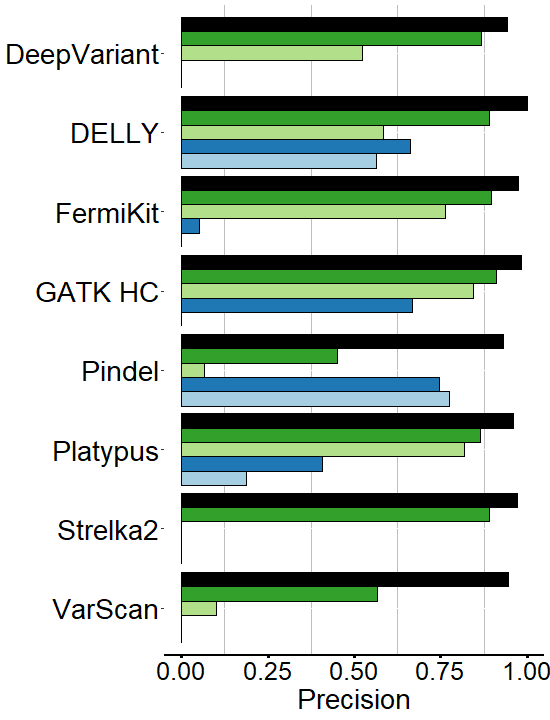 DeepVariant
DELLY
FermiKit
GATK HC
Pindel
Platypus
Strelka2
VarScan
0.00 0.25 0.50 0.75 1.00
Precision